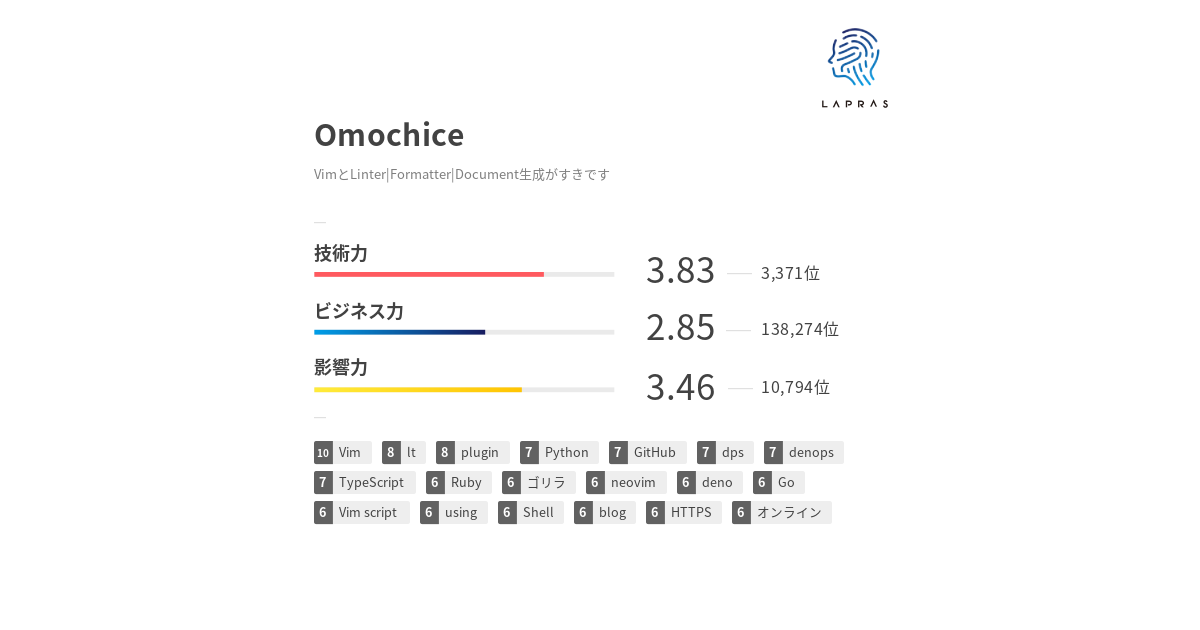 LAPRAS
Omochice
VimとLinter|Formatter|Document生成がすきです
技術力
3.83 3,371位
ビジネス力
2.85 138,274位
影響力
3.46 10,794位
10 Vim 8 lt 8 plugin 7 Python 7 GitHub 7 dps 7 denops
7 TypeScript 6 Ruby 6 ゴリラ 6 neovim 6 deno 6 Go
6 Vim script 6 using 6 Shell 6 blog 6 HTTPS 6 オンライン